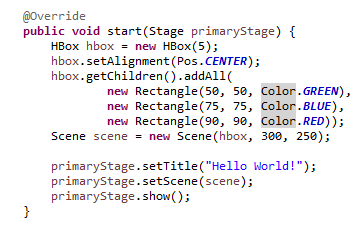 @Override
public void start(Stage primaryStage) {
HBox hbox = new HBox(5);
hbox.setAlignment(Pos.CENTER);
hbox.getChildren().addAll(
new Rectangle(50, 50, Color.GREEN),
new Rectangle(75, 75, Color.BLUE),
new Rectangle(90, 90, Color.RED));
Scene scene = new Scene(hbox, 300, 250);
primaryStage.setTitle("Hello World!");
primaryStage.setScene(scene);
primaryStage.show();
}